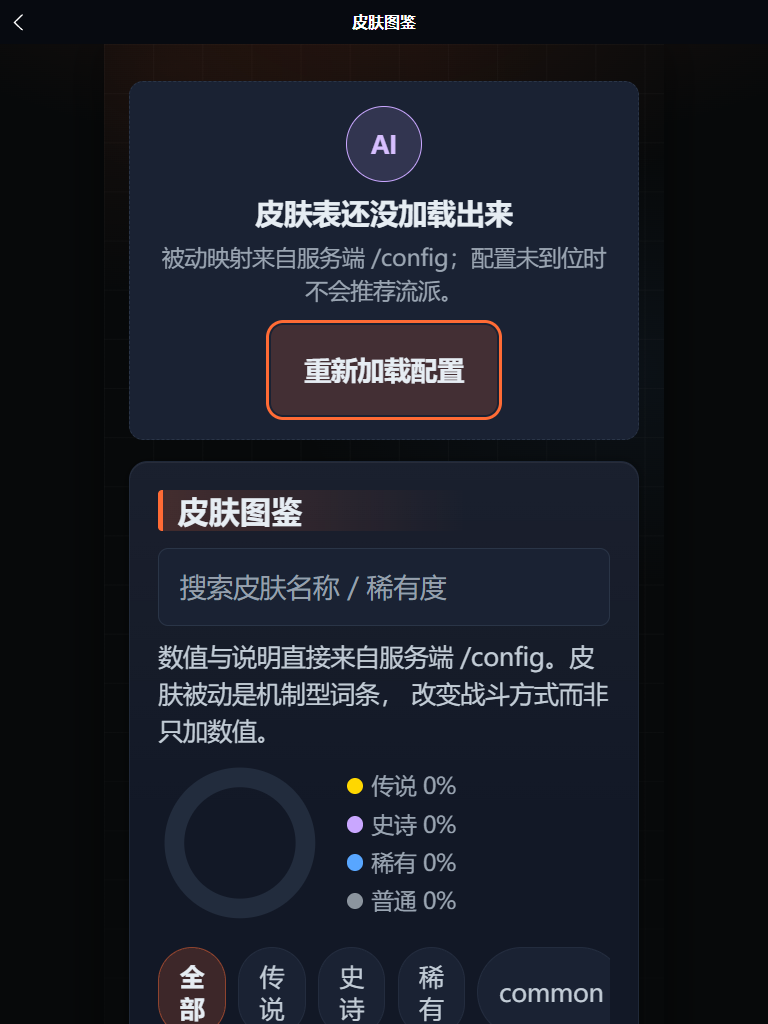 皮肤图鉴
AI
皮肤表还没加载出来
被动映射来自服务端 /config；配置未到位时
不会推荐流派。
重新加载配置
皮肤图鉴
搜索皮肤名称 / 稀有度
数值与说明直接来自服务端 /config。皮
肤被动是机制型词条， 改变战斗方式而非
只加数值。
传说 0%
史诗 0%
稀有 0%
普通 0%
全部
传说
史诗
稀有
common